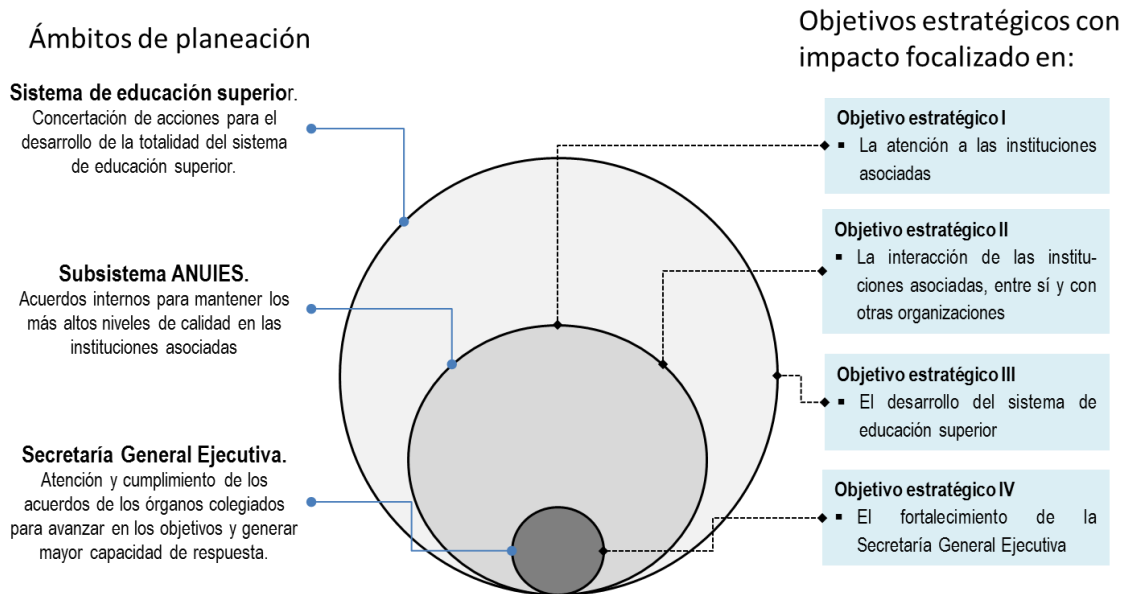 Ámbitos de planeación
Sistema de educación superior.
Concertación de acciones para el
desarrollo de la totalidad del sistema
de educación superior.
Subsistema ANUIES.
Acuerdos internos para mantener los
más altos niveles de calidad en las
instituciones asociadas
Secretaría General Ejecutiva.
Atención y cumplimiento de los
acuerdos de los órganos colegiados
para avanzar en los objetivos y generar
mayor capacidad de respuesta.
Objetivos estratégicos con
impacto focalizado en:
Objetivo estratégico I
▪ La atención a las instituciones
asociadas
Objetivo estratégico II
▪ La interacción de las institu-
ciones asociadas, entre sí y con
otras organizaciones
Objetivo estratégico III
▪ El desarrollo del sistema de
educación superior
Objetivo estratégico IV
▪ El fortalecimiento de la
Secretaría General Ejecutiva